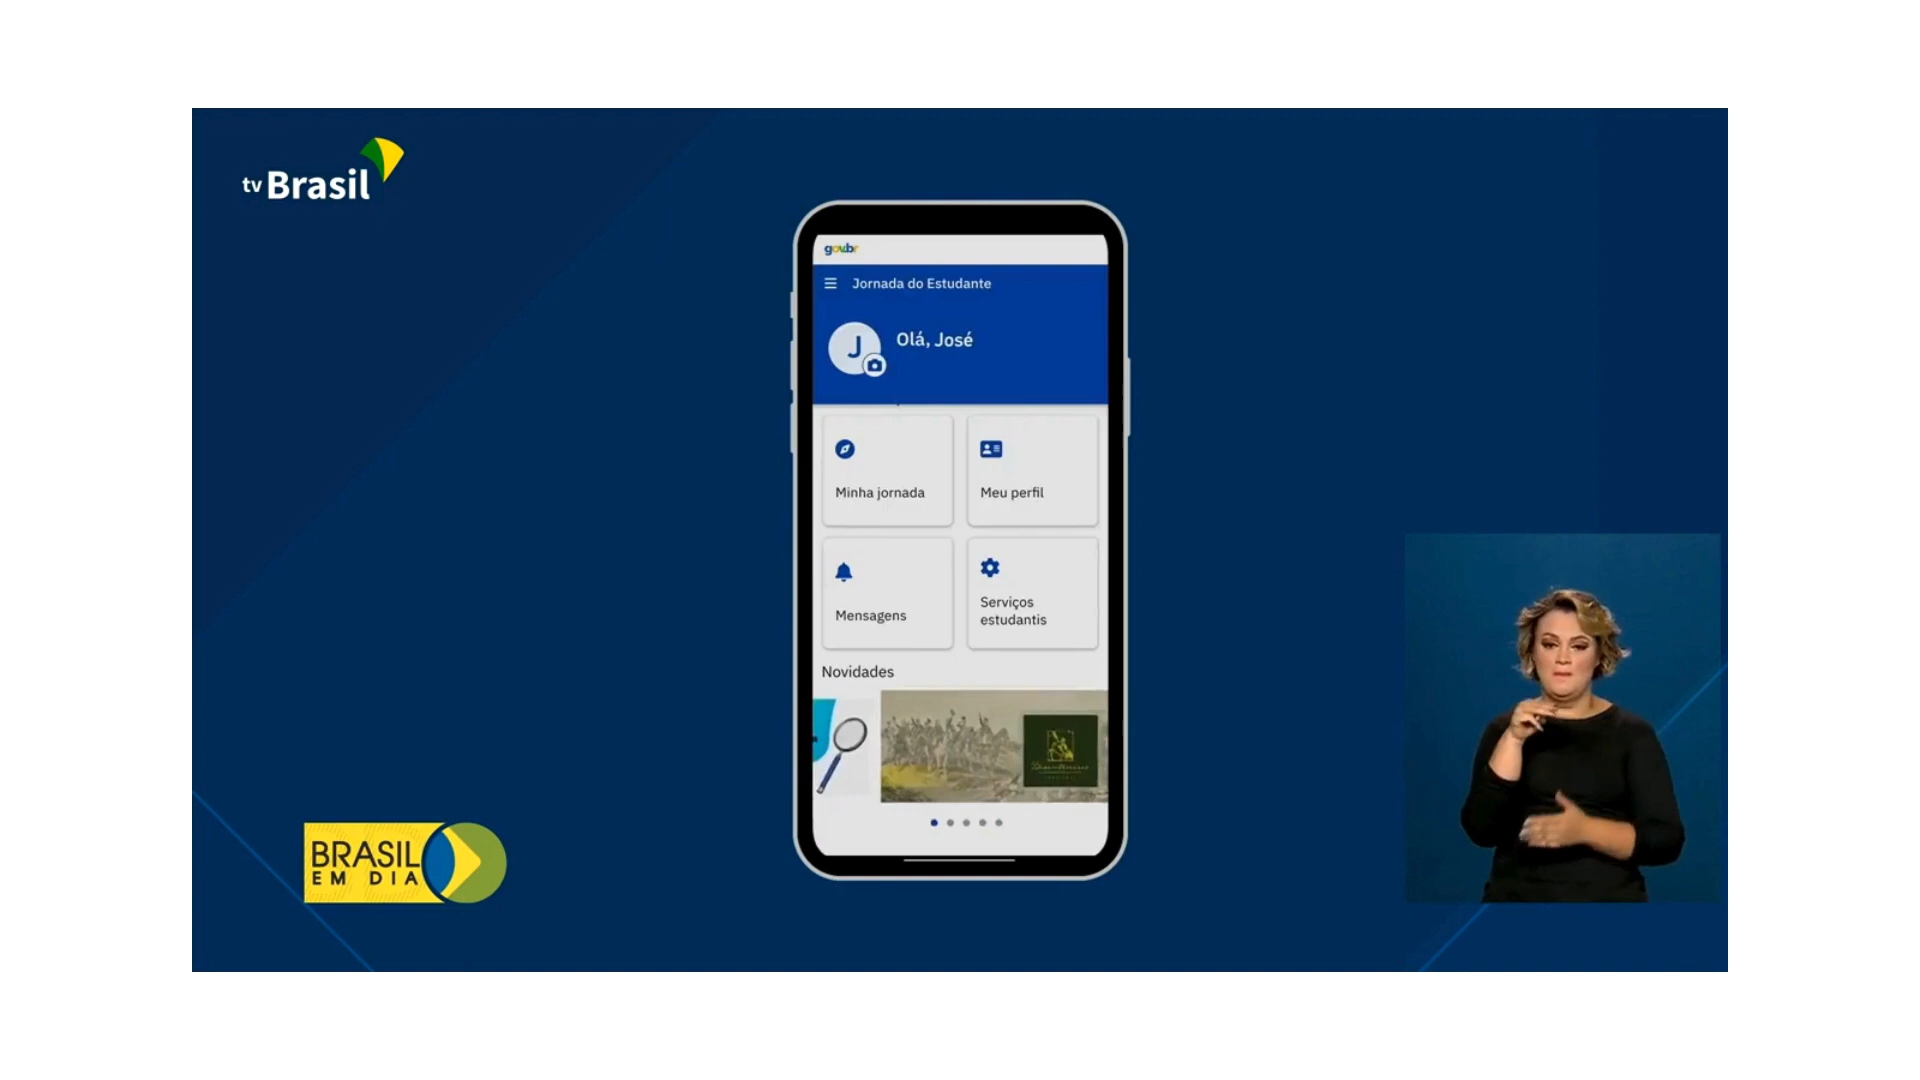 tv Brasil
gov.br
Jornada do Estudante
J
Olá, José
Minha jornada
Meu perfil
Mensagens
Serviços
estudantis
Novidades
BRASIL
EM DIA